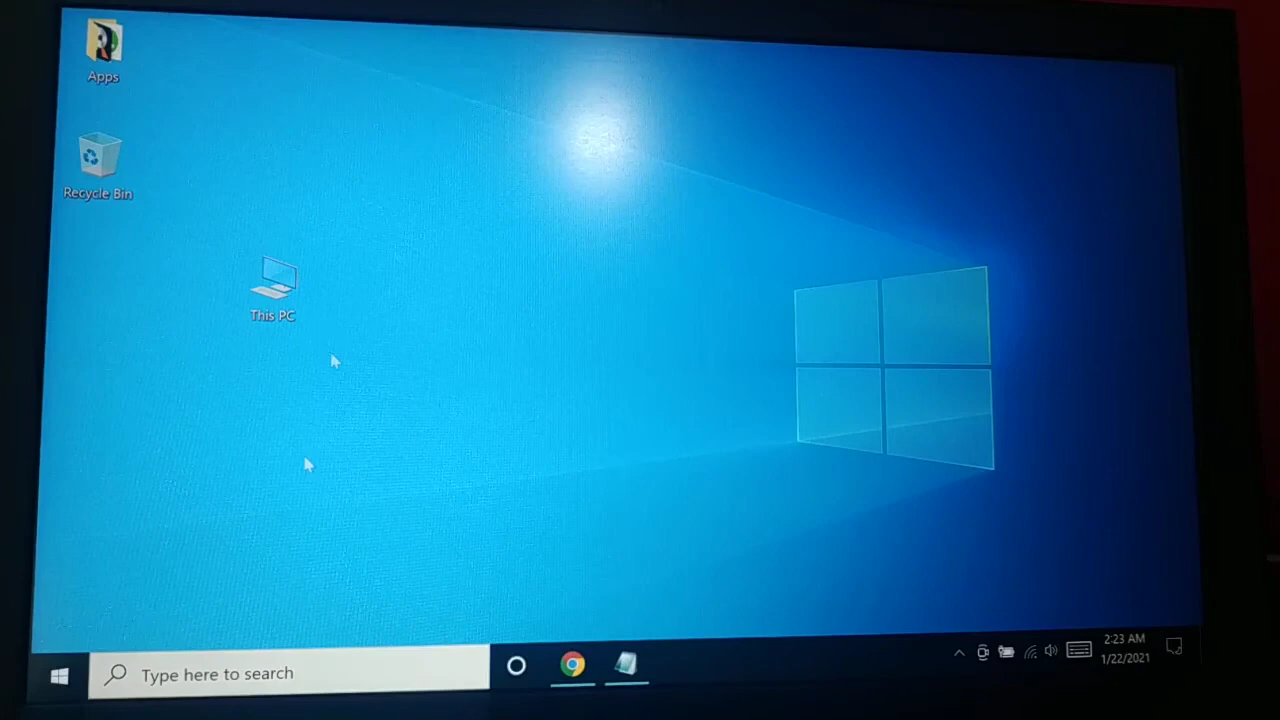 Apps
Recycle Bin
This PC
Type here to search
2:23 AM
1/22/2021